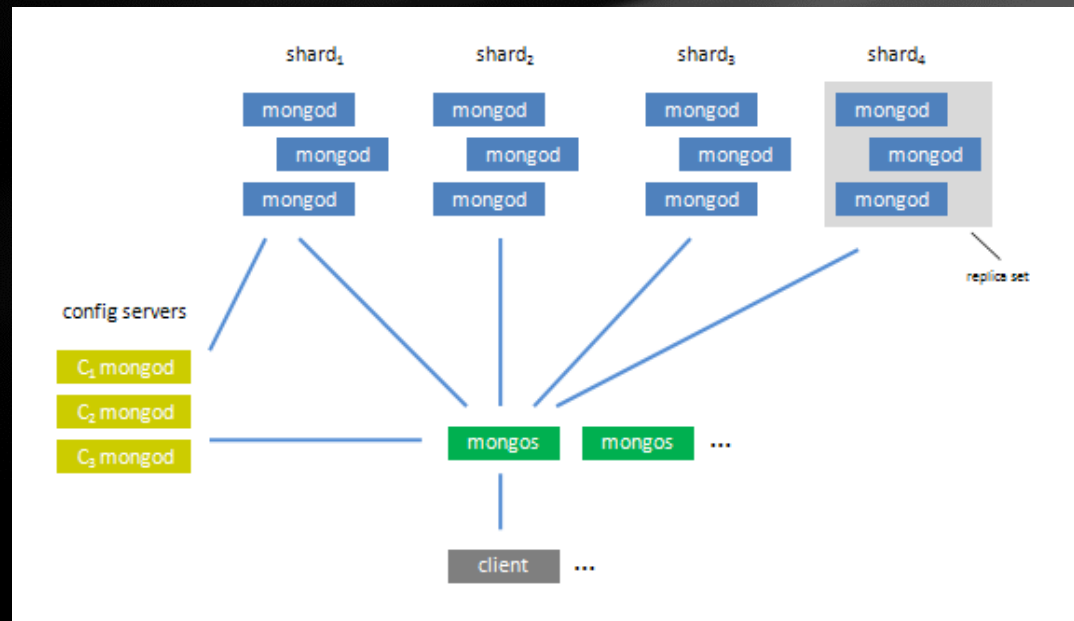 shard₁ shard₂ shard₃ shard₄
mongod mongod mongod mongod
mongod mongod mongod mongod
mongod mongod mongod mongod
replica set
config servers
C₁ mongod
C₂ mongod
C₃ mongod
mongos mongos ...
client ...